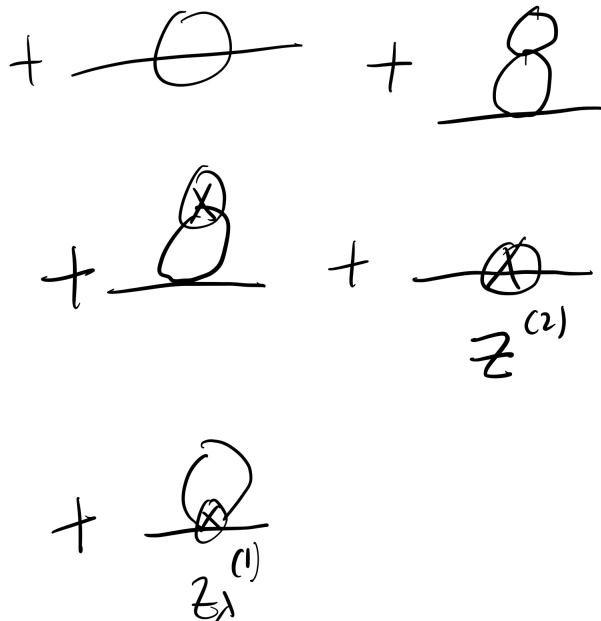 + +
+ +
Z^{(2)}
+
Z_λ^{(1)}